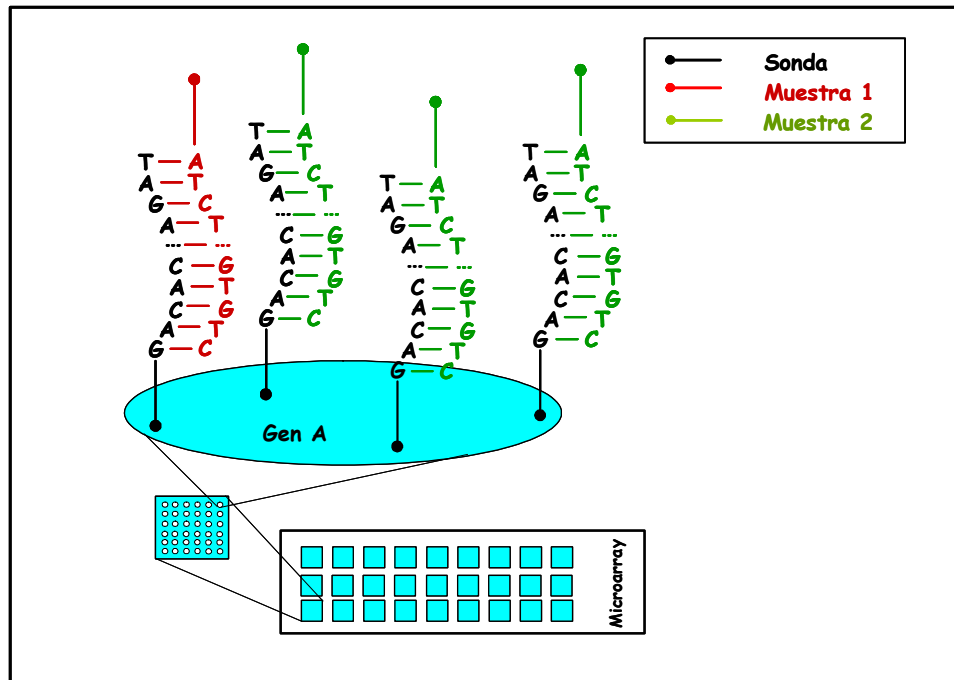 Sonda
Muestra 1
Muestra 2
T A
A T
G C
A T
--- ---
C G
A T
C G
A T
G C
T A
A T
G C
A T
--- ---
C G
A T
C G
A T
G C
T A
A T
G C
A T
--- ---
C G
A T
C G
A T
G C
T A
A T
G C
A T
--- ---
C G
A T
C G
A T
G C
Gen A
Microarray